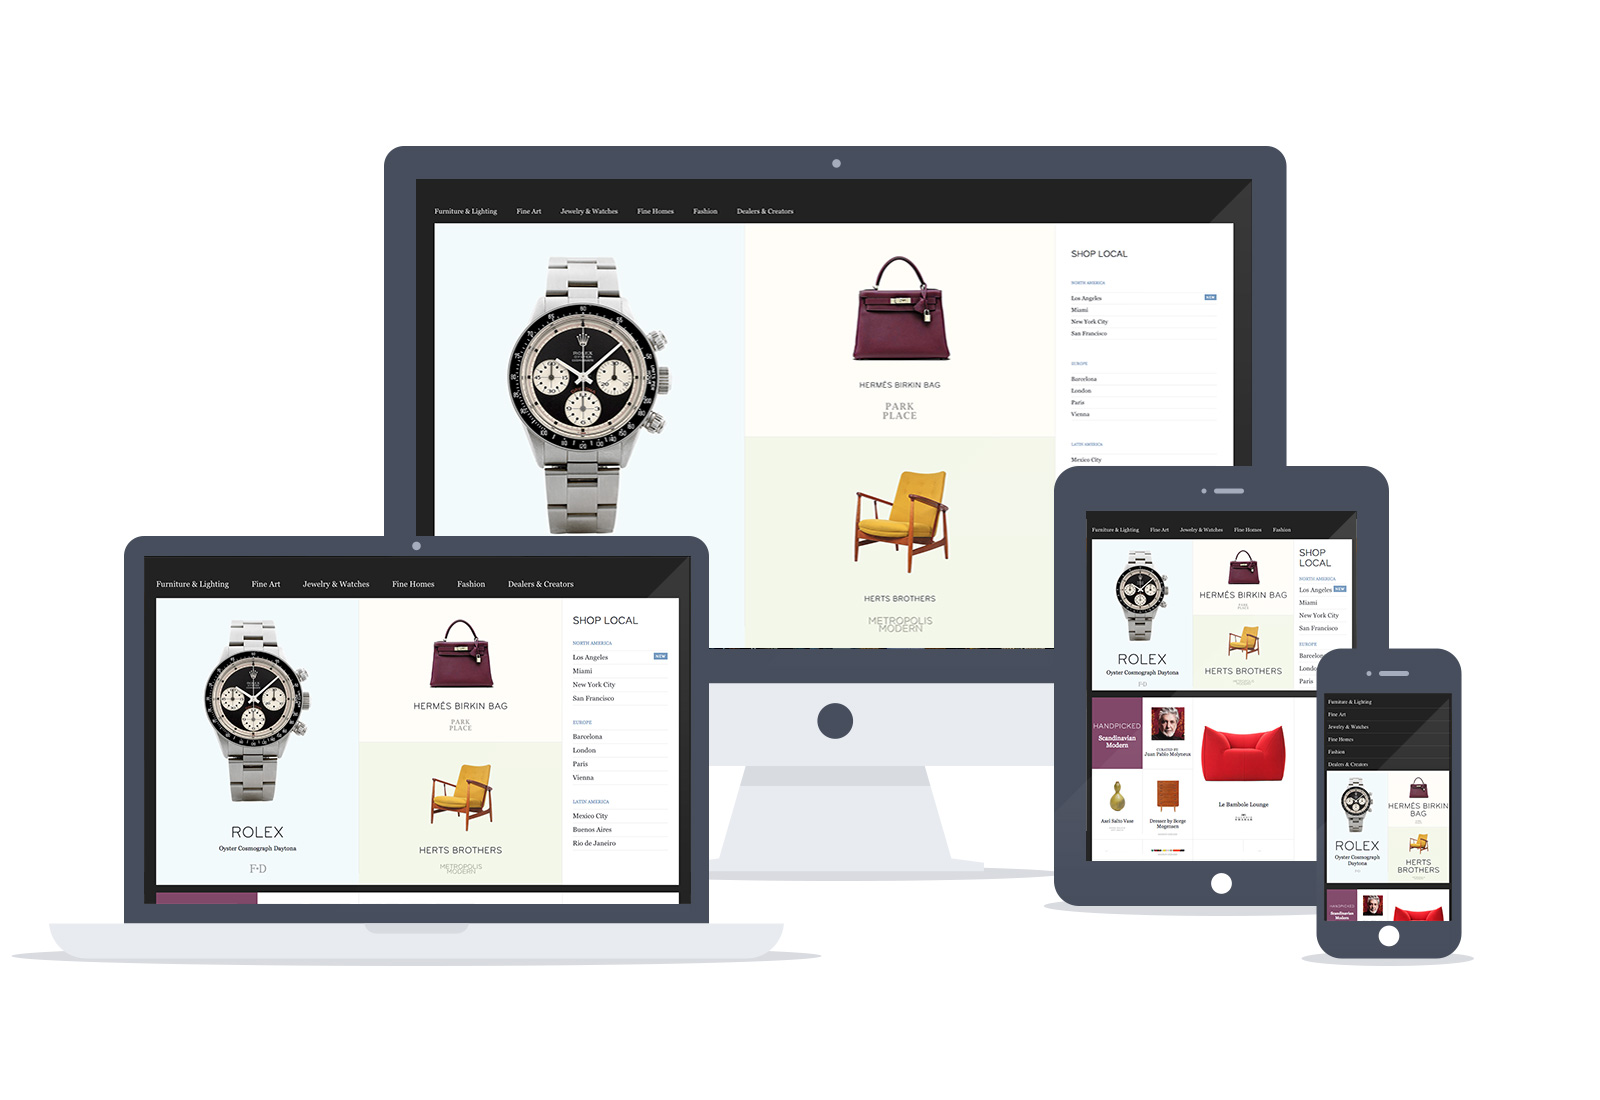 Furniture & Lighting Fine Art Jewelry & Watches Fine Homes Fashion Dealers & Creators
ROLEX
HERMÈS BIRKIN BAG
PARK
PLACE
HERTS BROTHERS
METROPOLIS
MODERN
SHOP LOCAL
NORTH AMERICA
Los Angeles NEW
Miami
New York City
San Francisco
EUROPE
Barcelona
London
Paris
Vienna
LATIN AMERICA
Mexico City
Furniture & Lighting Fine Art Jewelry & Watches Fine Homes Fashion Dealers & Creators
ROLEX
Oyster Cosmograph Daytona
F·D
HERMÈS BIRKIN BAG
PARK
PLACE
HERTS BROTHERS
METROPOLIS
MODERN
SHOP LOCAL
NORTH AMERICA
Los Angeles NEW
Miami
New York City
San Francisco
EUROPE
Barcelona
London
Paris
Vienna
LATIN AMERICA
Mexico City
Buenos Aires
Rio de Janeiro
Furniture & Lighting Fine Art Jewelry & Watches Fine Homes Fashion
ROLEX
Oyster Cosmograph Daytona
F·D
HERMÈS BIRKIN BAG
PARK
PLACE
HERTS BROTHERS
SHOP
LOCAL
NORTH AMERICA
Los Angeles NEW
Miami
New York City
San Francisco
EUROPE
Barcelon
Londo
Paris
HANDPICKED
Scandinavian
Modern
CURATED BY
Juan Pablo Molyneux
Axel Salto Vase
Dresser by Borge
Mogensen
Le Bambole Lounge
Furniture & Lighting
Fine Art
Jewelry & Watches
Fine Homes
Fashion
Dealers & Creators
ROLEX
Oyster Cosmograph
Daytona
HERMÈS BIRKIN
BAG
HERTS
BROTHERS
HANDPICKED
Scandinavian
Modern